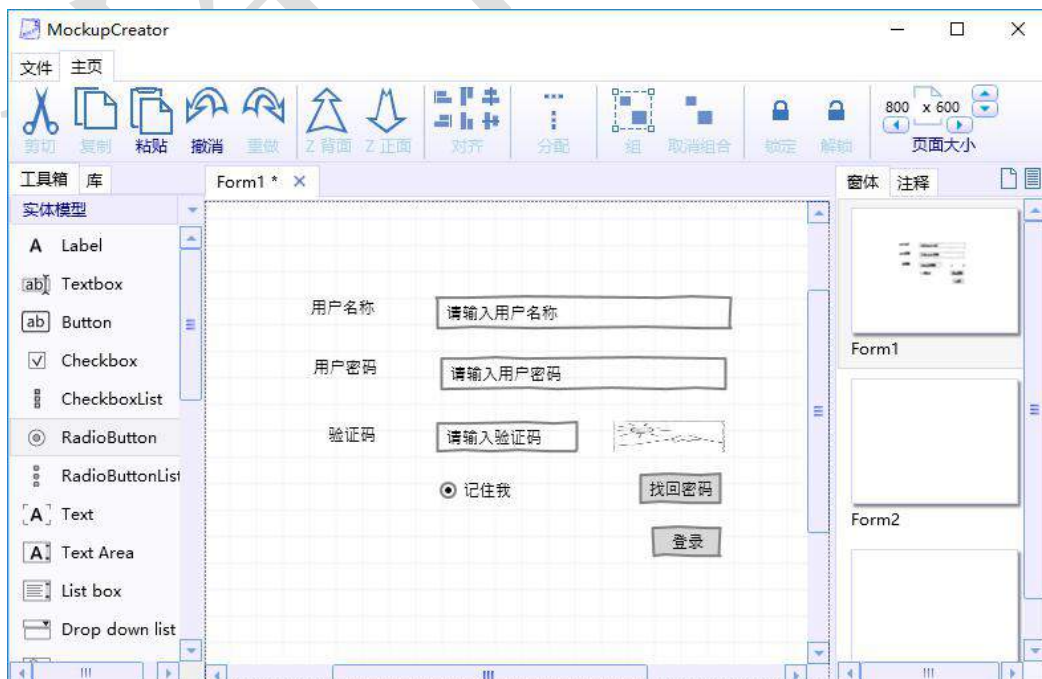 MockupCreator
文件 主页
剪切 复制 粘贴 撤消 重做 Z 背面 Z 正面 对齐 分配 组 取消组合 锁定 解锁 800 x 600 页面大小
工具箱 库 Form1 * 窗体 注释
实体模型
A Label
ab Textbox
ab Button
Checkbox
CheckboxList
RadioButton
RadioButtonList
A Text
A Text Area
List box
Drop down list
用户名称 请输入用户名称
用户密码 请输入用户密码
验证码 请输入验证码
记住我 找回密码
登录
Form1
Form2